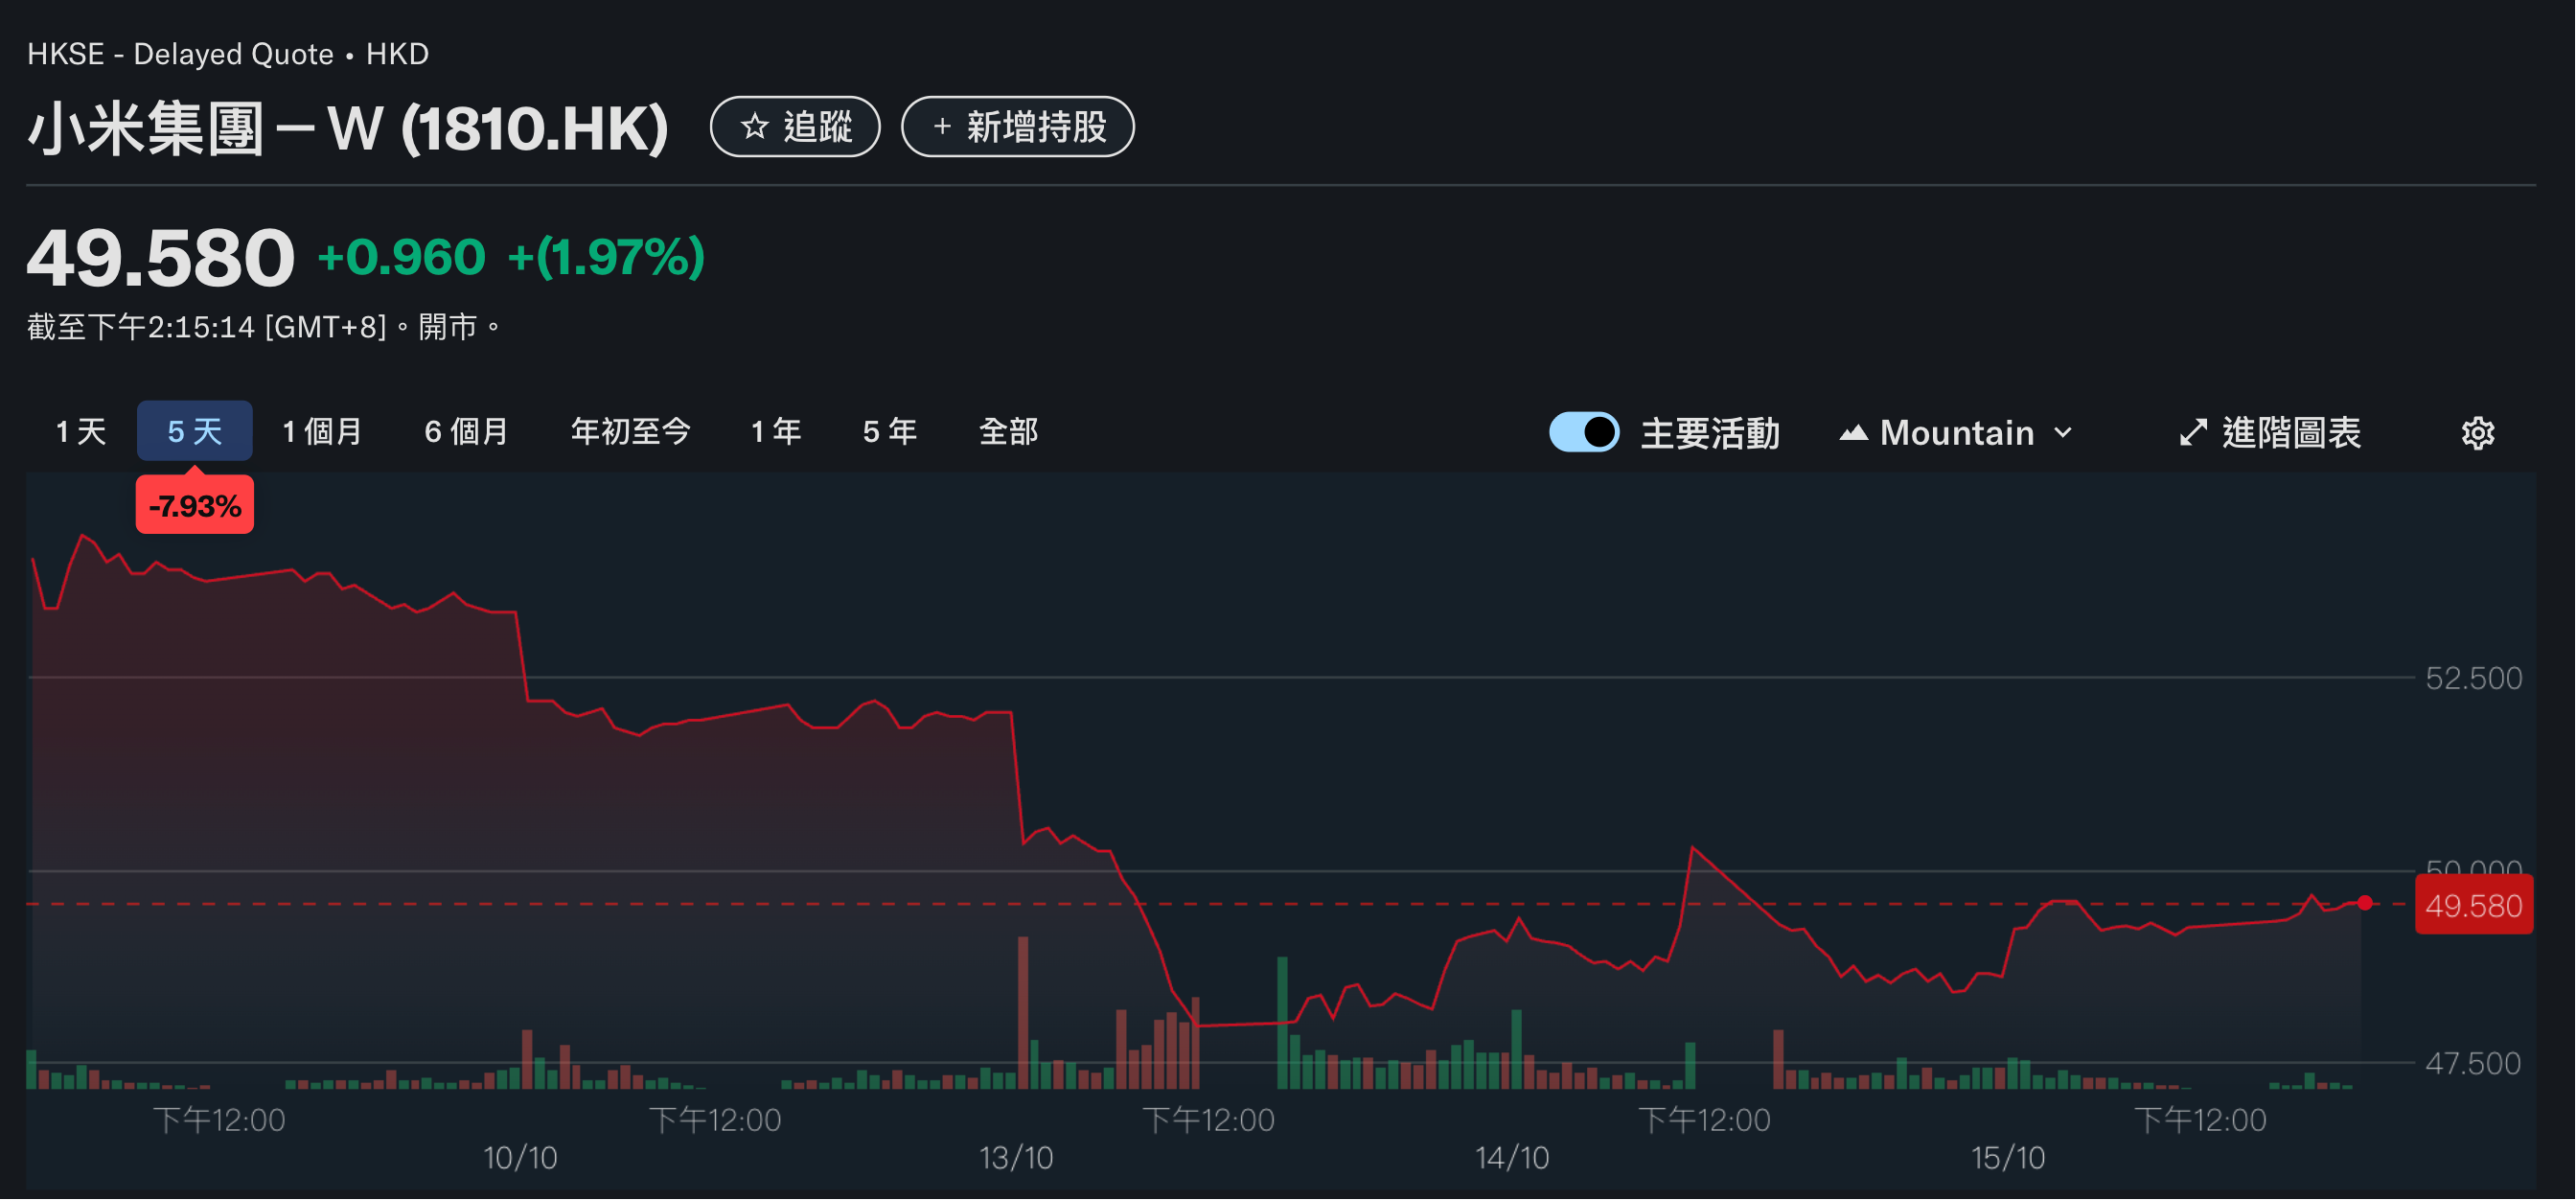 HKSE - Delayed Quote • HKD
小米集團－W (1810.HK)
☆ 追蹤
+ 新增持股
49.580 +0.960 +(1.97%)
截至下午2:15:14 [GMT+8]。開市。
1 天 5 天 1 個月 6 個月 年初至今 1 年 5 年 全部
主要活動 Mountain 進階圖表
-7.93%
52.500
50.000
49.580
47.500
下午12:00 下午12:00 下午12:00 下午12:00 下午12:00
10/10 13/10 14/10 15/10